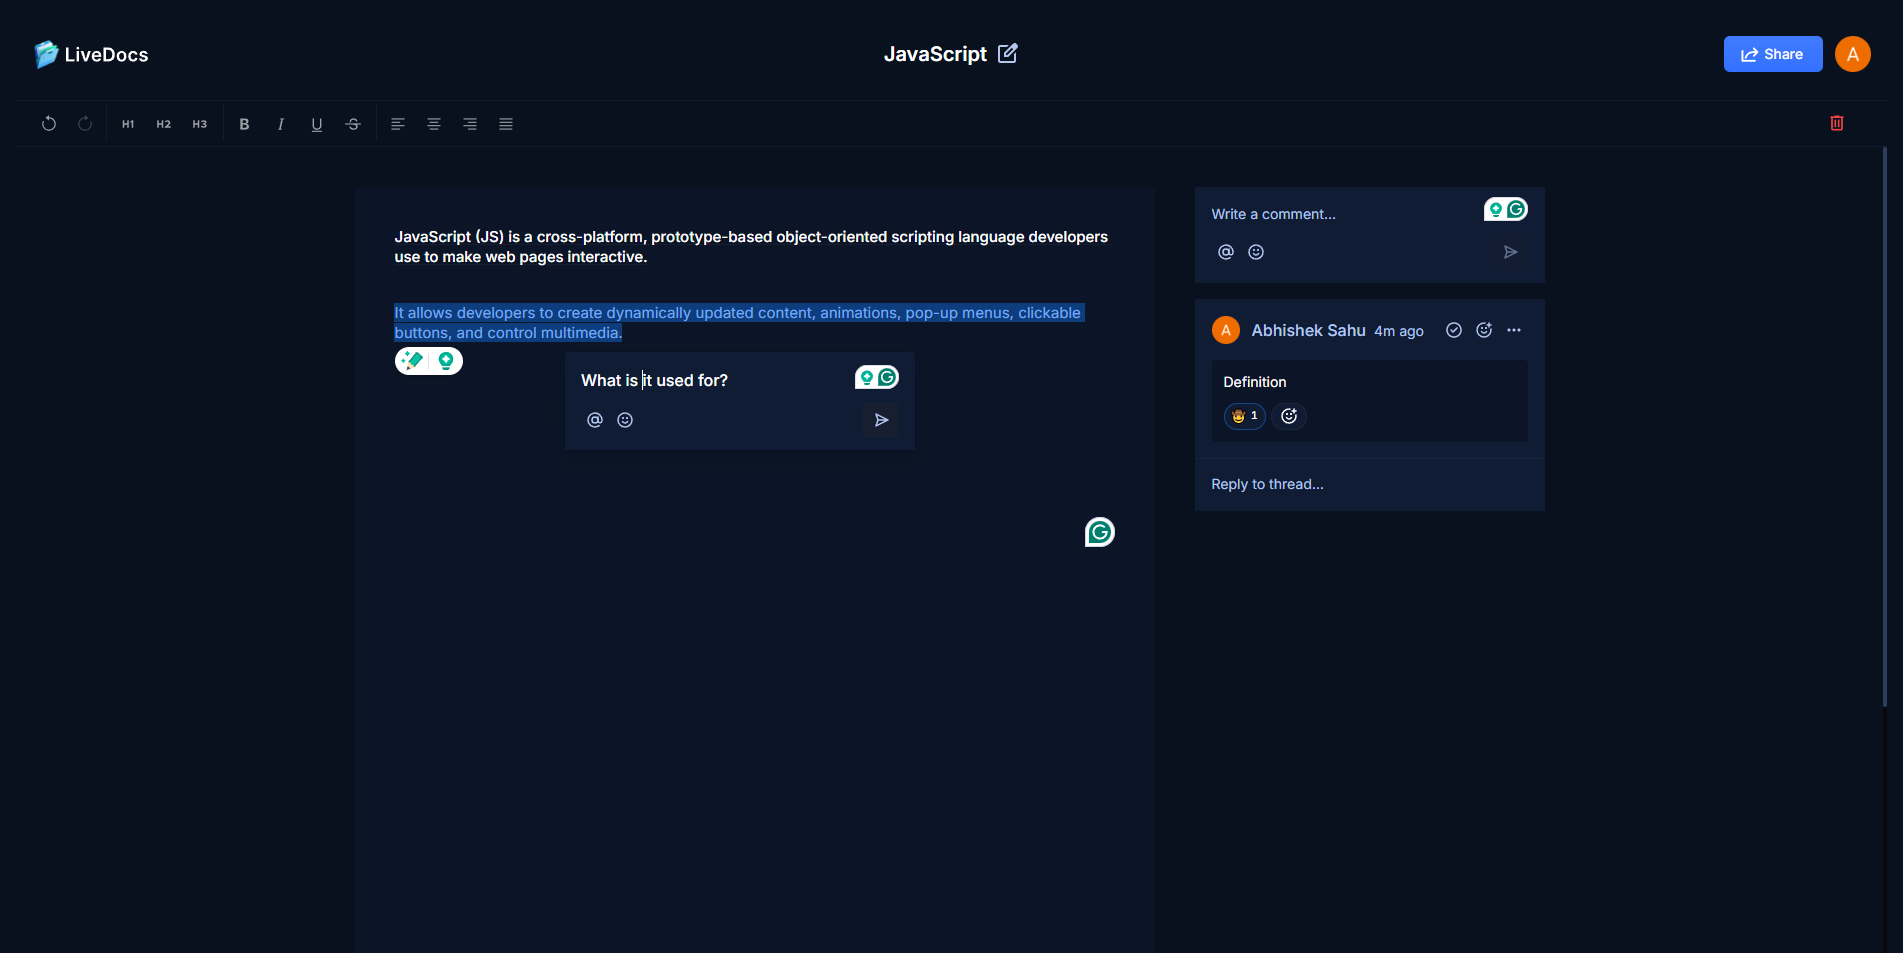 LiveDocs
JavaScript
Share
A
H1 H2 H3 B I U S
JavaScript (JS) is a cross-platform, prototype-based object-oriented scripting language developers
use to make web pages interactive.
It allows developers to create dynamically updated content, animations, pop-up menus, clickable
buttons, and control multimedia.
What is it used for?
@
Write a comment...
@
A
Abhishek Sahu 4m ago
Definition
1
Reply to thread...